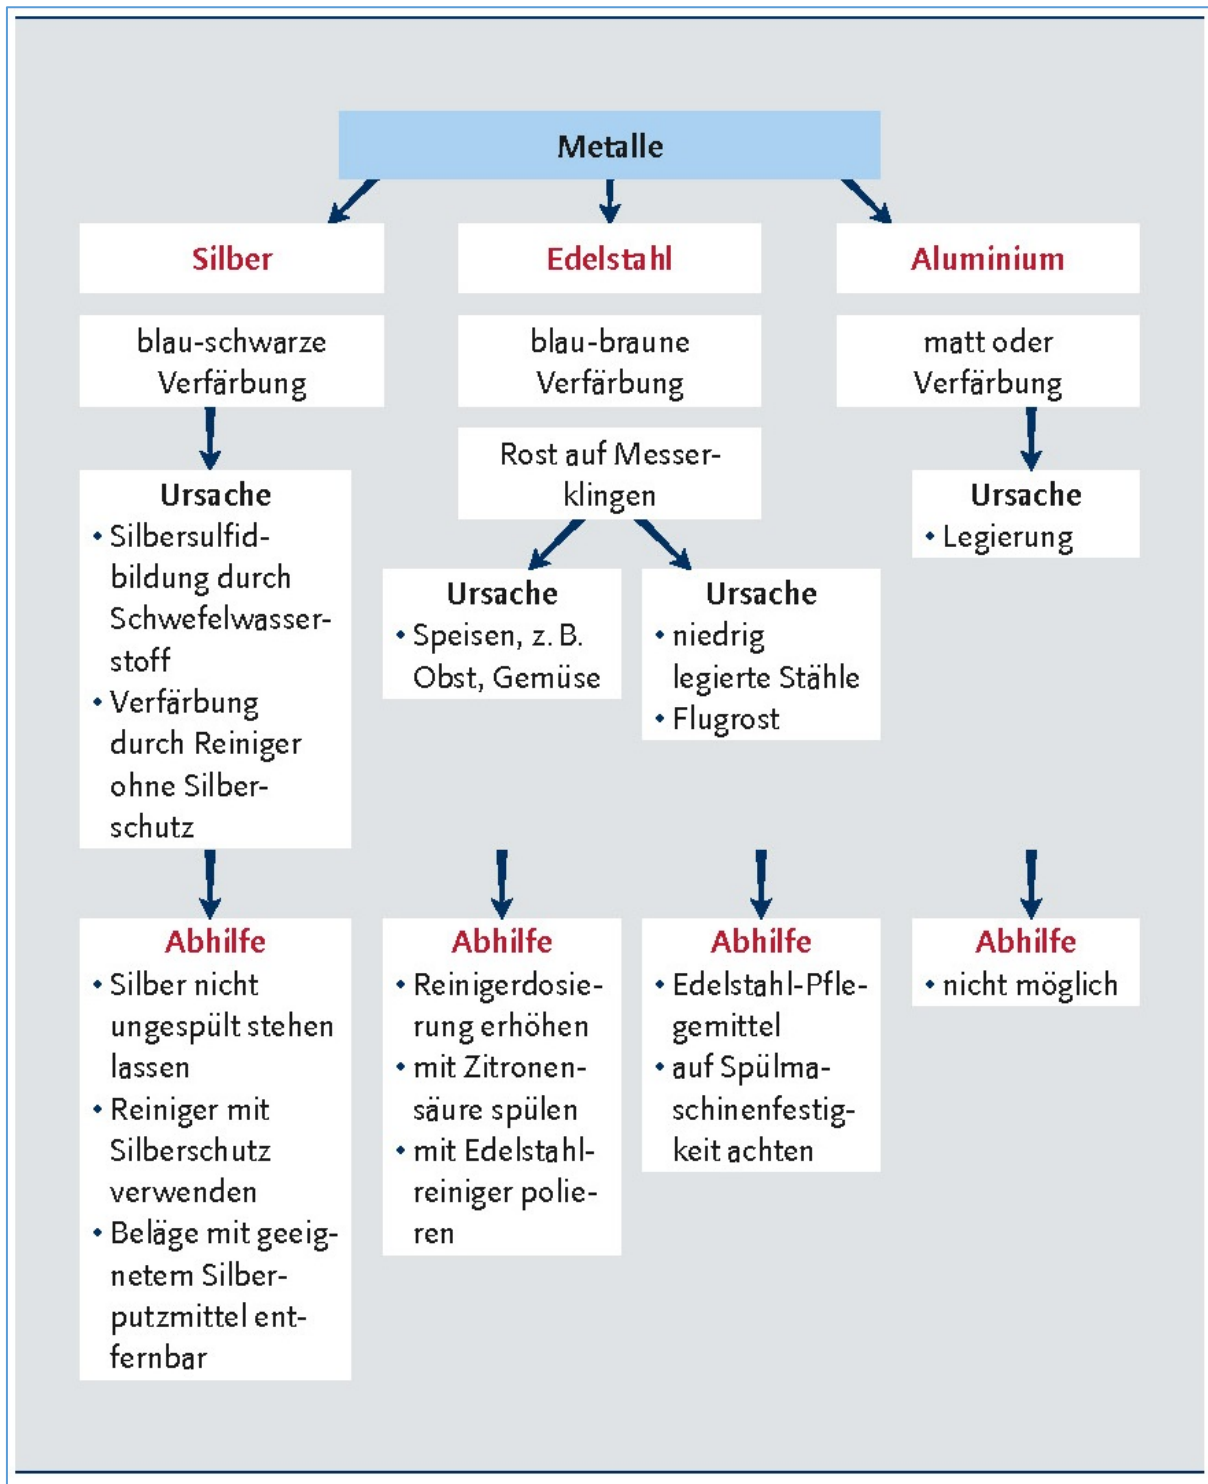 Metalle
Silber
blau-schwarze
Verfärbung
Ursache
• Silbersulfid-
bildung durch
Schwefelwasser-
stoff
• Verfärbung
durch Reiniger
ohne Silber-
schutz
Abhilfe
• Silber nicht
ungespült stehen
lassen
• Reiniger mit
Silberschutz
verwenden
• Beläge mit geeig-
netem Silber-
putzmittel ent-
fernbar
Edelstahl
blau-braune
Verfärbung
Rost auf Messer-
klingen
Ursache
• Speisen, z. B.
Obst, Gemüse
Abhilfe
• Reinigerdosie-
rung erhöhen
• mit Zitronen-
säure spülen
• mit Edelstahl-
reiniger polie-
ren
Ursache
• niedrig
legierte Stähle
• Flugrost
Abhilfe
• Edelstahl-Pfle-
gemittel
• auf Spülma-
schinenfestig-
keit achten
Aluminium
matt oder
Verfärbung
Ursache
• Legierung
Abhilfe
• nicht möglich